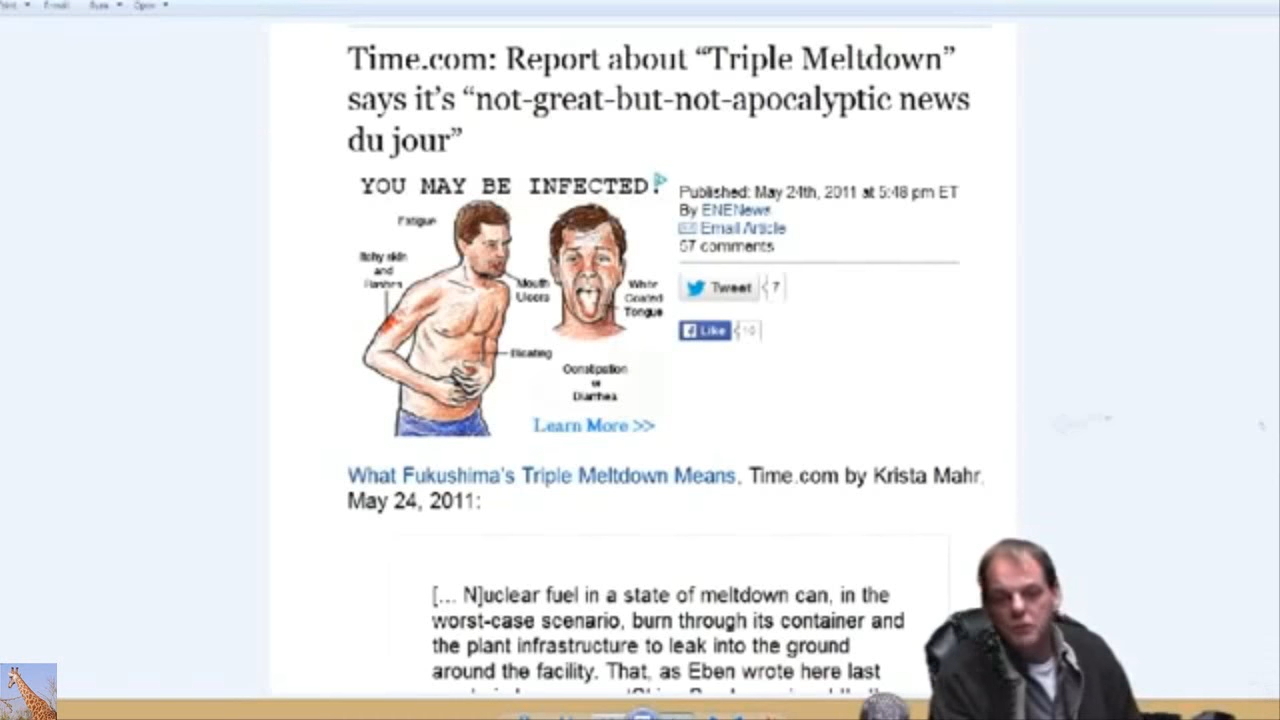 Time.com: Report about “Triple Meltdown”
says it’s “not-great-but-not-apocalyptic news
du jour”
YOU MAY BE INFECTED!
Fatigue
Itchy skin
and
Rashes
Mouth
Ulcers
White
Coated
Tongue
Bloating
Constipation
or
Diarrhea
Learn More >>
Published: May 24th, 2011 at 5:48 pm ET
By ENENews
Email Article
57 comments
Tweet 7
Like 10
What Fukushima’s Triple Meltdown Means, Time.com by Krista Mahr,
May 24, 2011:
[... N]uclear fuel in a state of meltdown can, in the
worst-case scenario, burn through its container and
the plant infrastructure to leak into the ground
around the facility. That, as Eben wrote here last